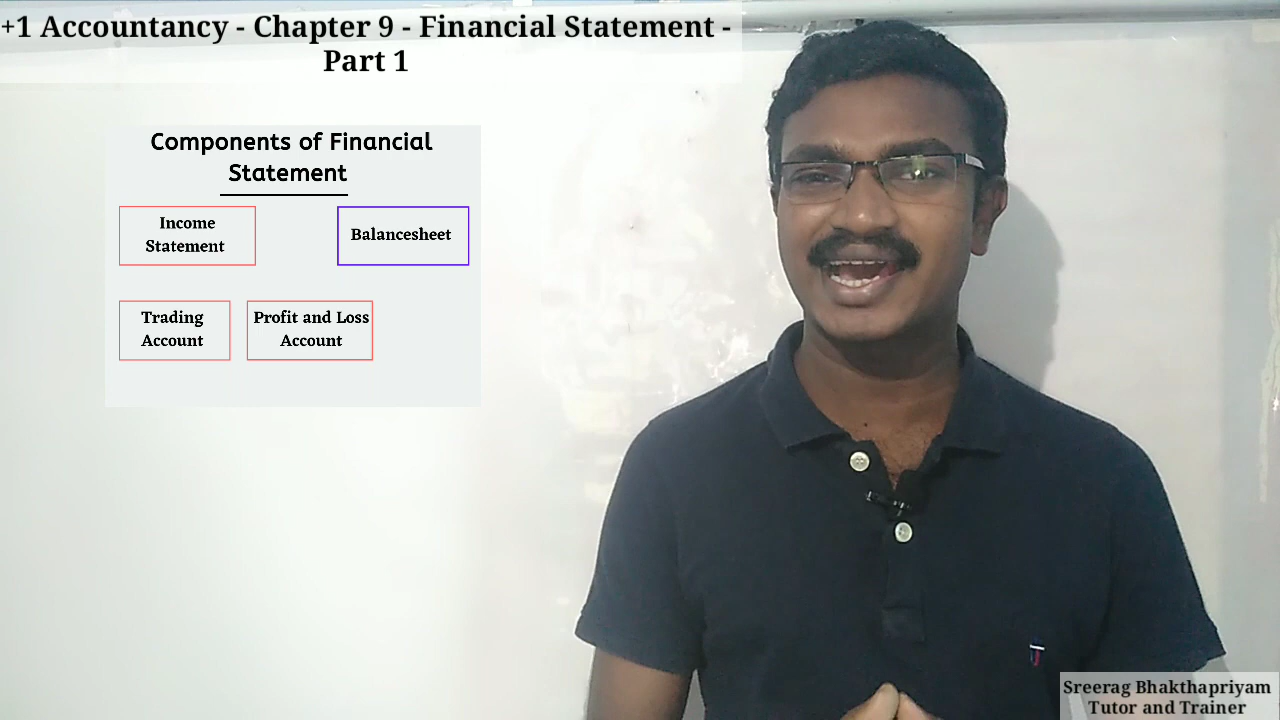 +1 Accountancy - Chapter 9 - Financial Statement -
Part 1
Components of Financial
Statement
Income
Statement
Balancesheet
Trading
Account
Profit and Loss
Account
Sreerag Bhakthapriyam
Tutor and Trainer